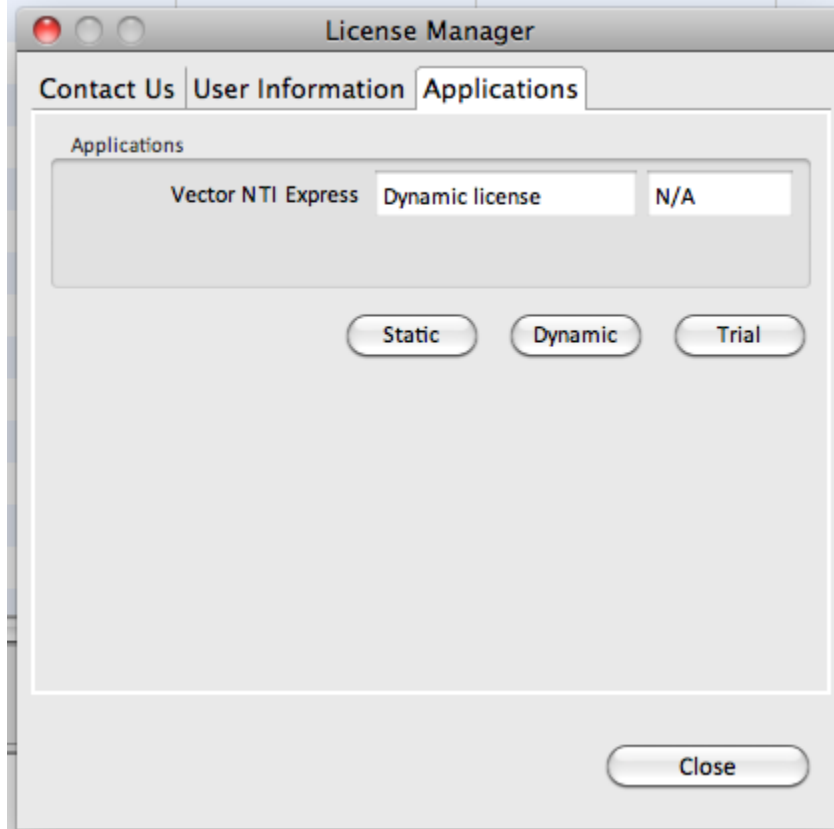 License Manager
Contact Us User Information Applications
Applications
Vector NTI Express Dynamic license N/A
Static Dynamic Trial
Close